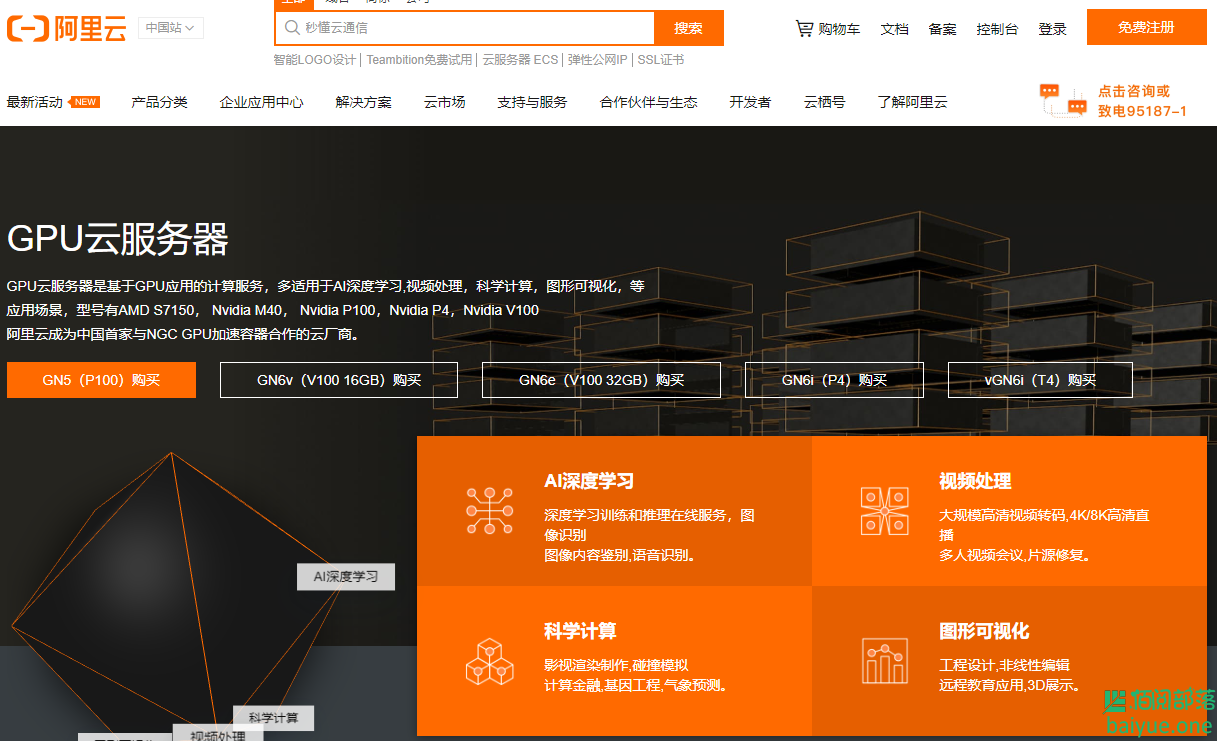 阿里云
中国站
秒懂云通信
搜索
购物车
文档
备案
控制台
登录
免费注册
智能LOGO设计 | Teambition免费试用 | 云服务器 ECS | 弹性公网IP | SSL证书
最新活动 NEW
产品分类
企业应用中心
解决方案
云市场
支持与服务
合作伙伴与生态
开发者
云栖号
了解阿里云
点击咨询或
致电95187-1
GPU云服务器
GPU云服务器是基于GPU应用的计算服务，多适用于AI深度学习,视频处理，科学计算，图形可视化，等
应用场景，型号有AMD S7150， Nvidia M40， Nvidia P100，Nvidia P4，Nvidia V100
阿里云成为中国首家与NGC GPU加速容器合作的云厂商。
GN5（P100）购买
GN6v（V100 16GB）购买
GN6e（V100 32GB）购买
GN6i（P4）购买
vGN6i（T4）购买
AI深度学习
深度学习训练和推理在线服务，图
像识别
图像内容鉴别,语音识别。
视频处理
大规模高清视频转码,4K/8K高清直
播
多人视频会议,片源修复。
AI深度学习
科学计算
影视渲染制作,碰撞模拟
计算金融,基因工程,气象预测。
图形可视化
工程设计,非线性编辑
远程教育应用,3D展示。
科学计算
视频处理
佰阅部落
baiyue.one